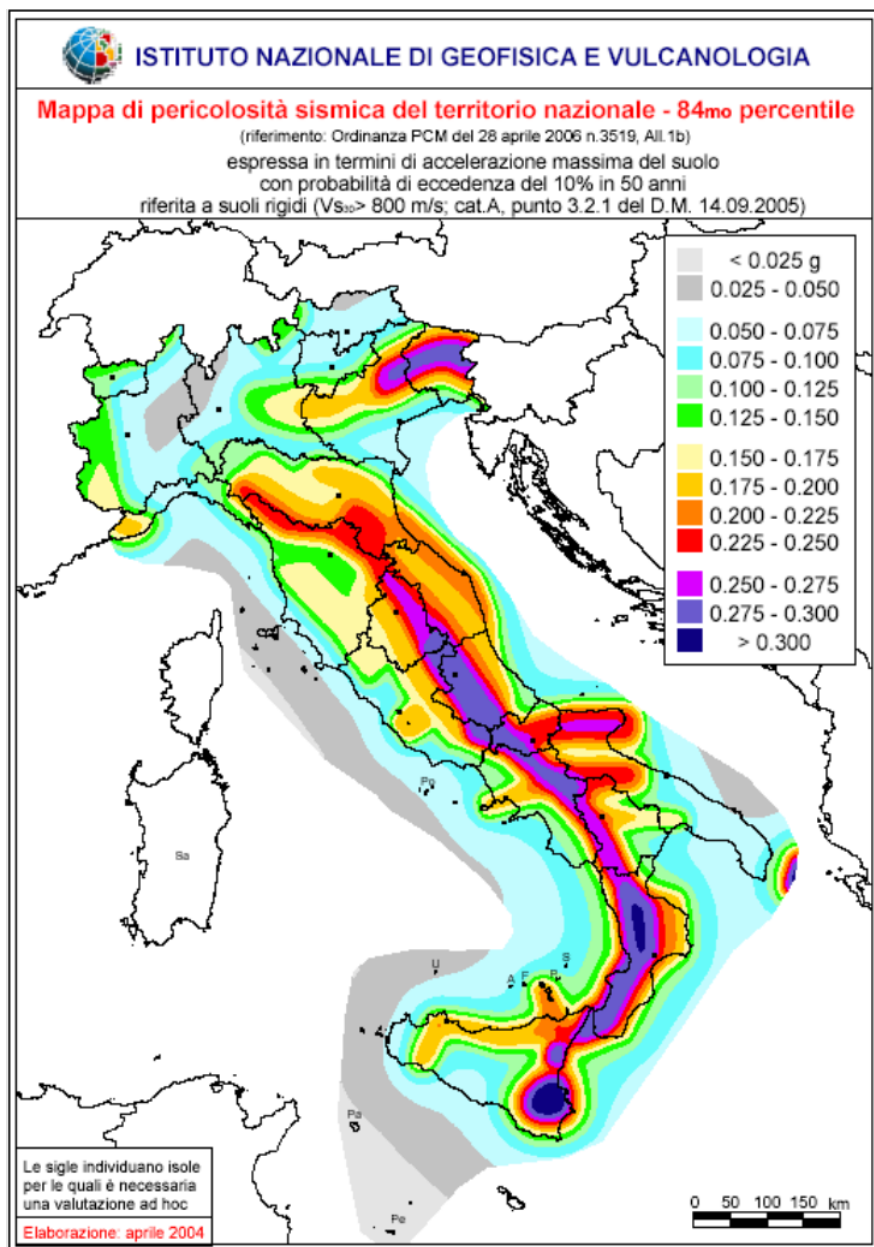 ISTITUTO NAZIONALE DI GEOFISICA E VULCANOLOGIA
Mappa di pericolosità sismica del territorio nazionale - 84mo percentile
(riferimento: Ordinanza PCM del 28 aprile 2006 n.3519, All.1b)
espressa in termini di accelerazione massima del suolo
con probabilità di eccedenza del 10% in 50 anni
riferita a suoli rigidi (Vs30> 800 m/s; cat.A, punto 3.2.1 del D.M. 14.09.2005)
< 0.025 g
0.025 - 0.050
0.050 - 0.075
0.075 - 0.100
0.100 - 0.125
0.125 - 0.150
0.150 - 0.175
0.175 - 0.200
0.200 - 0.225
0.225 - 0.250
0.250 - 0.275
0.275 - 0.300
> 0.300
Po
Sa
U
A
F
P
S
Pa
Pe
Le sigle individuano isole
per le quali è necessaria
una valutazione ad hoc
Elaborazione: aprile 2004
0 50 100 150 km